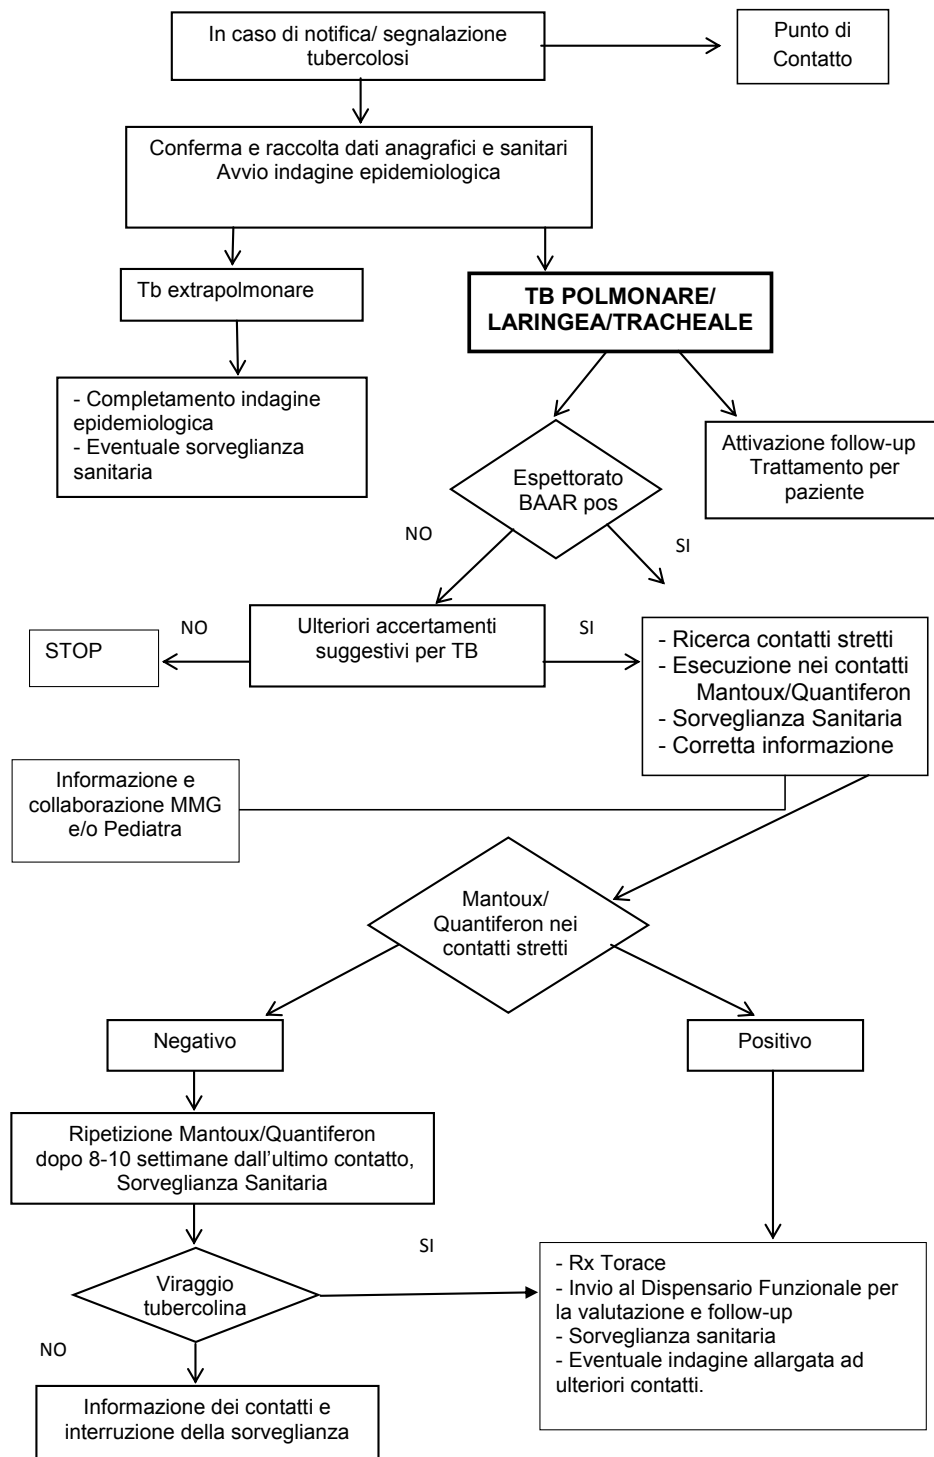 In caso di notifica/ segnalazione
tubercolosi
Punto di
Contatto
Conferma e raccolta dati anagrafici e sanitari
Avvio indagine epidemiologica
Tb extrapolmonare
TB POLMONARE/
LARINGEA/TRACHEALE
- Completamento indagine
epidemiologica
- Eventuale sorveglianza
sanitaria
Espettorato
BAAR pos
Attivazione follow-up
Trattamento per
paziente
NO
SI
STOP
NO
Ulteriori accertamenti
suggestivi per TB
SI
- Ricerca contatti stretti
- Esecuzione nei contatti
Mantoux/Quantiferon
- Sorveglianza Sanitaria
- Corretta informazione
Informazione e
collaborazione MMG
e/o Pediatra
Mantoux/
Quantiferon nei
contatti stretti
Negativo
Positivo
Ripetizione Mantoux/Quantiferon
dopo 8-10 settimane dall'ultimo contatto,
Sorveglianza Sanitaria
Viraggio
tubercolina
SI
- Rx Torace
- Invio al Dispensario Funzionale per
la valutazione e follow-up
- Sorveglianza sanitaria
- Eventuale indagine allargata ad
ulteriori contatti.
NO
Informazione dei contatti e
interruzione della sorveglianza